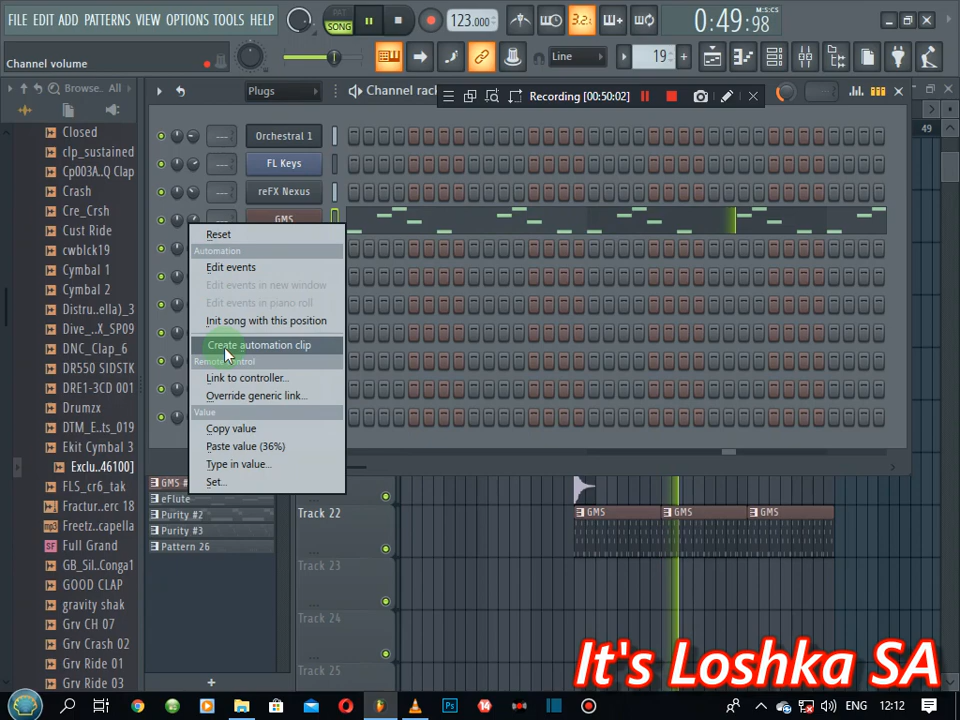 FILE EDIT ADD PATTERNS VIEW OPTIONS TOOLS HELP
PAT
SONG
123.000
3.2.
0:49:98
M:S:CS
Channel volume
Line
19
Browse.. All
Plugs
Channel rack
Recording [00:50:02]
49
Closed
clp_sustained
Cp003A_Q Clap
Crash
Cre_Crsh
Cust Ride
cwblck19
Cymbal 1
Cymbal 2
Distru..ella)_3
Dive_..X_SP09
DNC_Clap_6
DR550 SIDSTK
DRE1-3CD 001
Drumzx
DTM_E..ts_019
Ekit Cymbal 3
Exclu..46100]
FLS_cr6_tak
Fractur..erc 18
Freetz..capella
Full Grand
GB_Sil..Conga1
GOOD CLAP
gravity shak
Grv CH 07
Grv Crash 02
Grv Ride 01
Grv Ride 03
Orchestral 1
FL Keys
reFX Nexus
GMS
Reset
Automation
Edit events
Edit events in new window
Edit events in piano roll
Init song with this position
Create automation clip
Remote control
Link to controller...
Override generic link...
Value
Copy value
Paste value (36%)
Type in value...
Set...
GMS #
eFlute
Purity #2
Purity #3
Pattern 26
Track 22
Track 23
Track 24
Track 25
GMS
GMS
GMS
It's Loshka SA
ENG
12:12